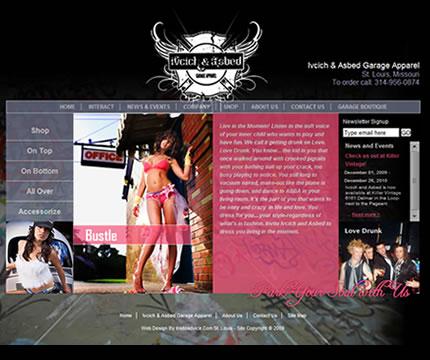 Ivcich & Asbed
GARAGE APPAREL
Ivcich & Asbed Garage Apparel
St. Louis, Missouri
To order call: 314-956-0874
HOME | INTERACT | NEWS & EVENTS | COMPANY | SHOP | ABOUT US | CONTACT US | GARAGE BOUTIQUE
Shop
On Top
On Bottom
All Over
Accessorize
OFFICE
Bustle
Live in the Moment! Listen to the soft voice
of your inner child who wants to play and
have fun. We call it getting drunk on Love.
Love Drunk. You know... the kid in you that
once walked around with crooked pigtails
with your bathing suit up your crack, me
busy playing to notice. You still long to
vacuum naked, make-out like the plane is
going down, and dance to ABBA in your
living room. It's the part of you that wants to
be easy and crazy in life and love. You
dress for you... your style-regardless of
what's in fashion. Invite Ivcich and Asbed to
dress you living in the moment.
Newsletter Signup
Type email here
GO
News and Events
Check us out at Killer
Vintage!
December 01, 2009 -
December 26, 2010
Ivcich and Asbed is now
available at Killer Vintage
6161 Delmar in the Loop-
next to the Pageant
Read more >
Love Drunk
Park Your Soul with Us
Home | Ivcich & Asbed Garage Apparel | About Us | Contact Us | Site Map
Web Design By Insite Advice.Com St. Louis - Site Copyright © 2009